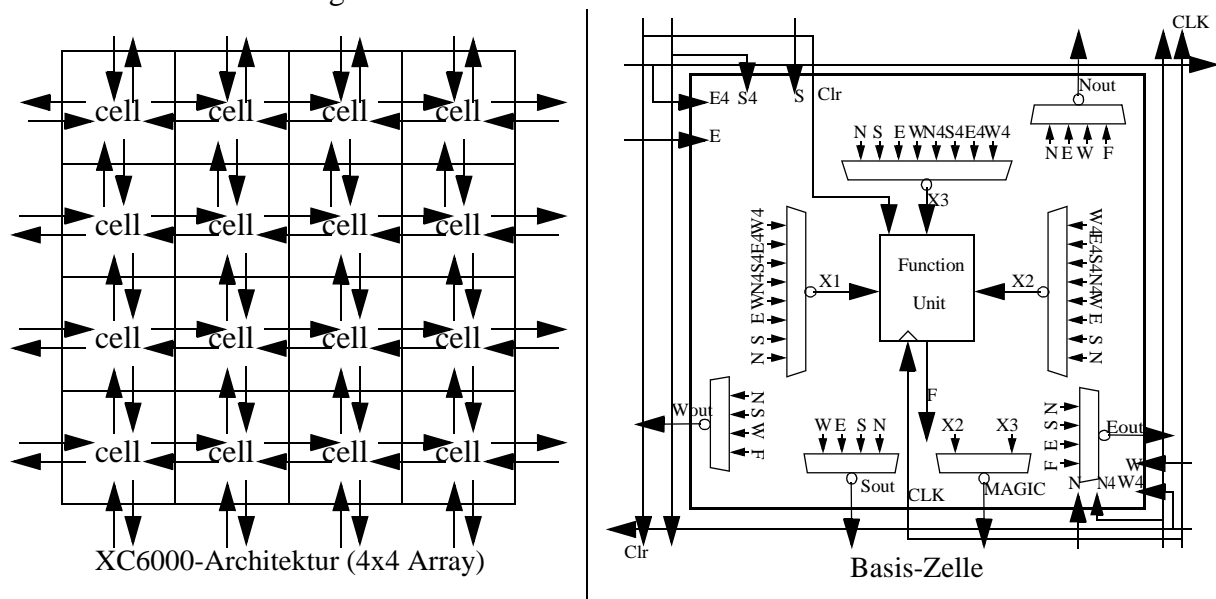 cell cell cell cell
cell cell cell cell
cell cell cell cell
cell cell cell cell
XC6000-Architektur (4x4 Array)
CLK
Nout
E4 S4 S Clr
E
N E W F
N S E W N4 S4 E4 W4
X3
N S E W N4 S4 E4 W4
X1
Function
Unit
X2
W4 E4 S4 N4 W E S N
F
Wout
N S W F
W E S N
Sout
X2 X3
MAGIC
CLK
N S E F
Eout
W
N N4 W4
Clr
Basis-Zelle